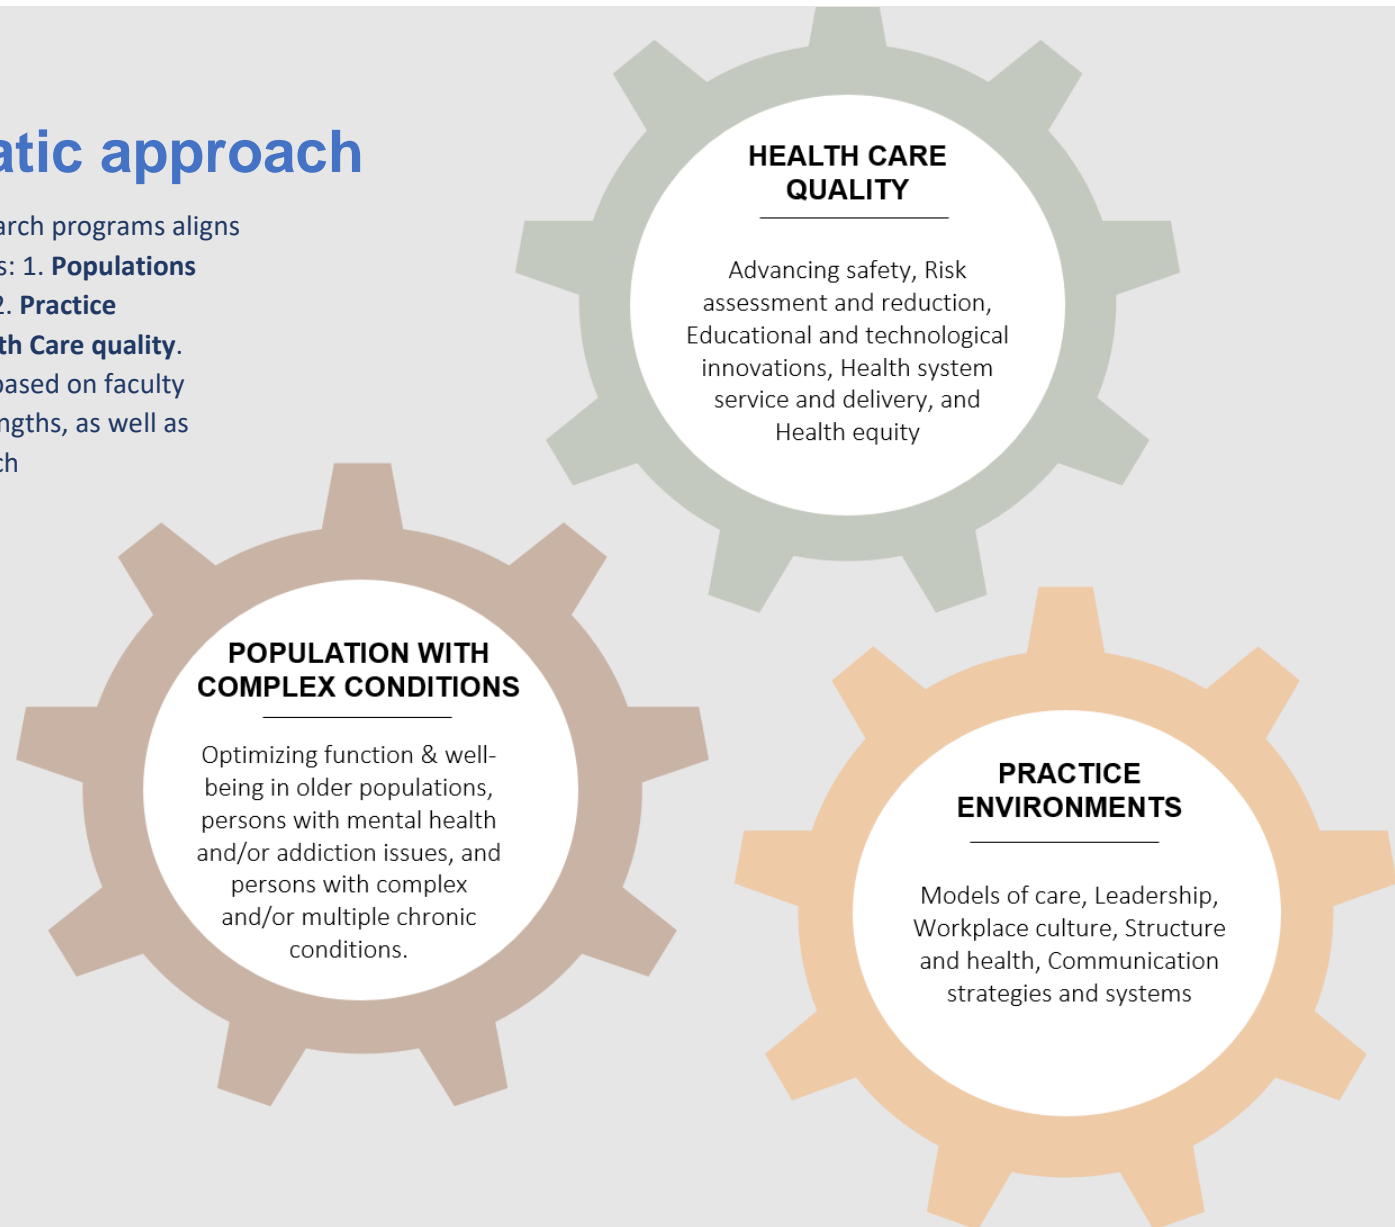 atic approach
arch programs aligns
s: 1. Populations
2. Practice
th Care quality.
based on faculty
ngths, as well as
ch
HEALTH CARE
QUALITY
Advancing safety, Risk
assessment and reduction,
Educational and technological
innovations, Health system
service and delivery, and
Health equity
POPULATION WITH
COMPLEX CONDITIONS
Optimizing function & well-
being in older populations,
persons with mental health
and/or addiction issues, and
persons with complex
and/or multiple chronic
conditions.
PRACTICE
ENVIRONMENTS
Models of care, Leadership,
Workplace culture, Structure
and health, Communication
strategies and systems